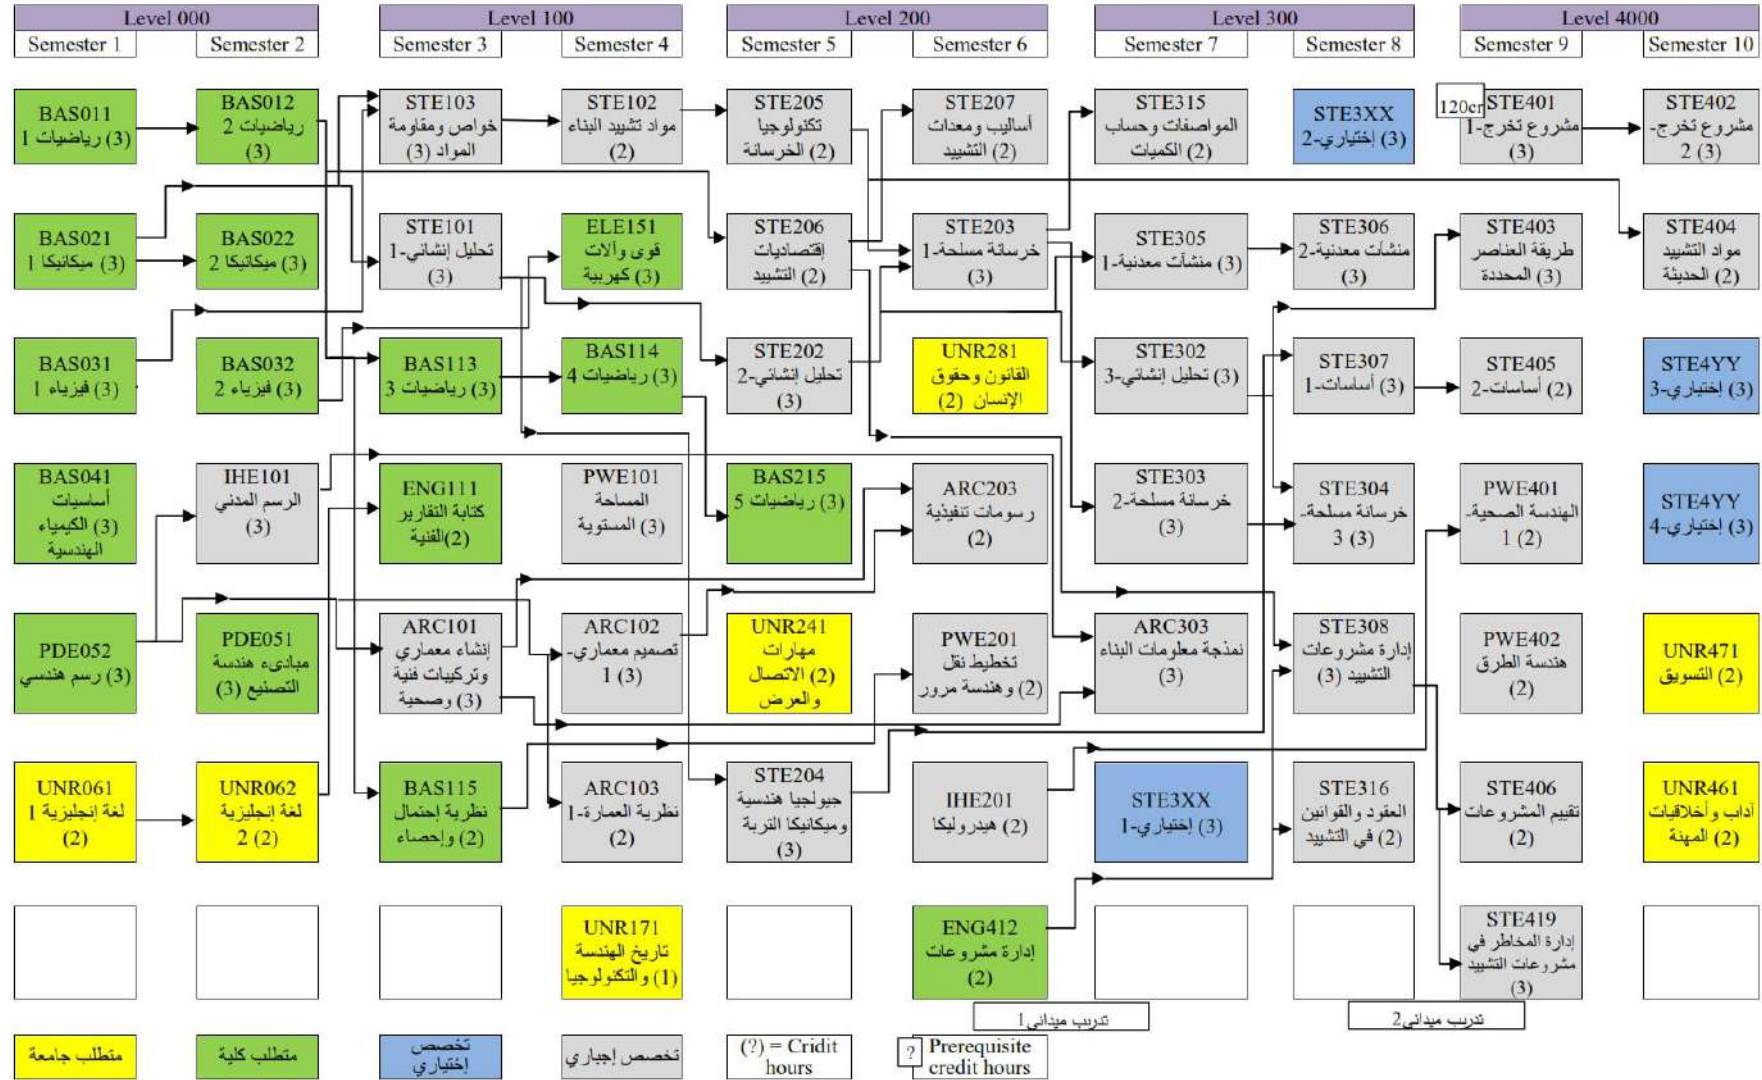 Level 000
Level 100
Level 200
Level 300
Level 4000
Semester 1
Semester 2
Semester 3
Semester 4
Semester 5
Semester 6
Semester 7
Semester 8
Semester 9
Semester 10
BAS011
رياضيات 1 (3)
BAS012
رياضيات 2
(3)
STE103
خواص ومقاومة
المواد (3)
STE102
مواد تشييد البناء
(2)
STE205
تكنولوجيا
الخرسانة (2)
STE207
أساليب ومعدات
التشييد (2)
STE315
المواصفات وحساب
الكميات (2)
STE3XX
إختياري-2 (3)
120cr
STE401
مشروع تخرج-1
(3)
STE402
مشروع تخرج-
2 (3)
BAS021
ميكانيكا 1 (3)
BAS022
ميكانيكا 2 (3)
STE101
تحليل إنشائي-1
(3)
ELE151
قوى وآلات
كهربية (3)
STE206
إقتصاديات
التشييد (2)
STE203
خرسانة مسلحة-1
(3)
STE305
منشآت معدنية-1 (3)
STE306
منشآت معدنية-2
(3)
STE403
طريقة العناصر
المحددة (3)
STE404
مواد التشييد
الحديثة (2)
BAS031
فيزياء 1 (3)
BAS032
فيزياء 2 (3)
BAS113
رياضيات 3 (3)
BAS114
رياضيات 4 (3)
STE202
تحليل إنشائي-2
(3)
UNR281
القانون وحقوق
الإنسان (2)
STE302
تحليل إنشائي-3 (3)
STE307
أساسات-1 (3)
STE405
أساسات-2 (2)
STE4YY
إختياري-3 (3)
BAS041
أساسيات
الكيمياء (3)
الهندسية
IHE101
الرسم المدني
(3)
ENG111
كتابة التقارير
الفنية(2)
PWE101
المساحة
المستوية (3)
BAS215
رياضيات 5 (3)
ARC203
رسومات تنفيذية
(2)
STE303
خرسانة مسلحة-2
(3)
STE304
خرسانة مسلحة-
3 (3)
PWE401
الهندسة الصحية-
1 (2)
STE4YY
إختياري-4 (3)
PDE052
رسم هندسي (3)
PDE051
مبادىء هندسة
التصنيع (3)
ARC101
إنشاء معماري
وتركيبات فنية
وصحية (3)
ARC102
تصميم معماري-
1 (3)
UNR241
مهارات
الاتصال (2)
والعرض
PWE201
تخطيط نقل
وهندسة مرور (2)
ARC303
نمذجة معلومات البناء
(3)
STE308
إدارة مشروعات
التشييد (3)
PWE402
هندسة الطرق
(2)
UNR471
التسويق (2)
UNR061
لغة إنجليزية 1
(2)
UNR062
لغة إنجليزية
2 (2)
BAS115
نظرية إحتمال
وإحصاء (2)
ARC103
نظرية العمارة-1
(2)
STE204
جيولجيا هندسية
وميكانيكا التربة
(3)
IHE201
هيدروليكا (2)
STE3XX
إختياري-1 (3)
STE316
العقود والقوانين
في التشييد (2)
STE406
تقييم المشروعات
(2)
UNR461
آداب وأخلاقيات
المهنة (2)
UNR171
تاريخ الهندسة
والتكنولوجيا (1)
ENG412
إدارة مشروعات
(2)
STE419
إدارة المخاطر في
مشروعات التشييد
(3)
تدريب ميداني1
تدريب ميداني2
متطلب جامعة
متطلب كلية
تخصص
إختياري
تخصص إجباري
(?) = Cridit
hours
?
Prerequisite
credit hours